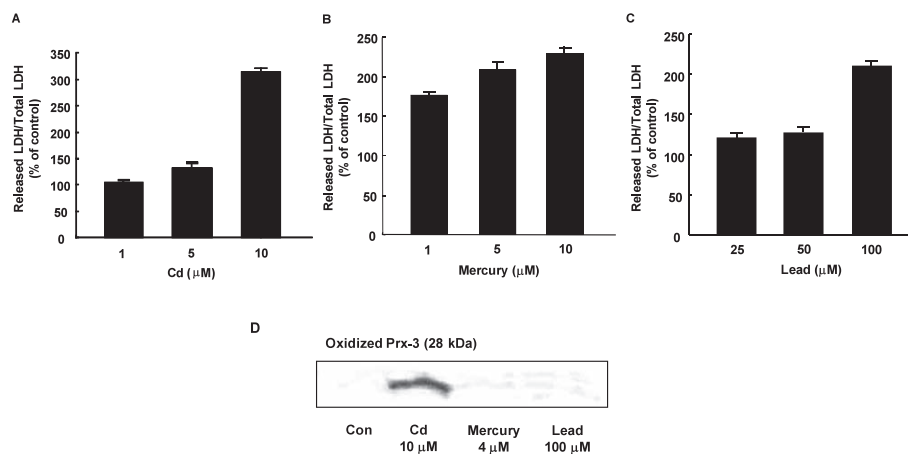 A
Released LDH/Total LDH
(% of control)
350
300
250
200
150
100
50
0
1 5 10
Cd (μM)
B
Released LDH/Total LDH
(% of control)
250
200
150
100
50
0
1 5 10
Mercury (μM)
C
Released LDH/Total LDH
(% of control)
250
200
150
100
50
0
25 50 100
Lead (μM)
D
Oxidized Prx-3 (28 kDa)
Con Cd Mercury Lead
10 μM 4 μM 100 μM